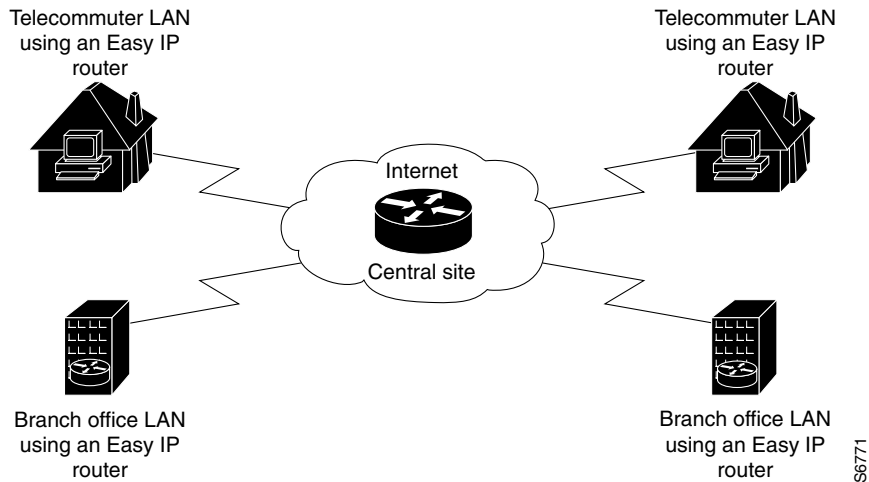 Telecommuter LAN
using an Easy IP
router
Telecommuter LAN
using an Easy IP
router
Internet
Central site
Branch office LAN
using an Easy IP
router
Branch office LAN
using an Easy IP
router
S6771